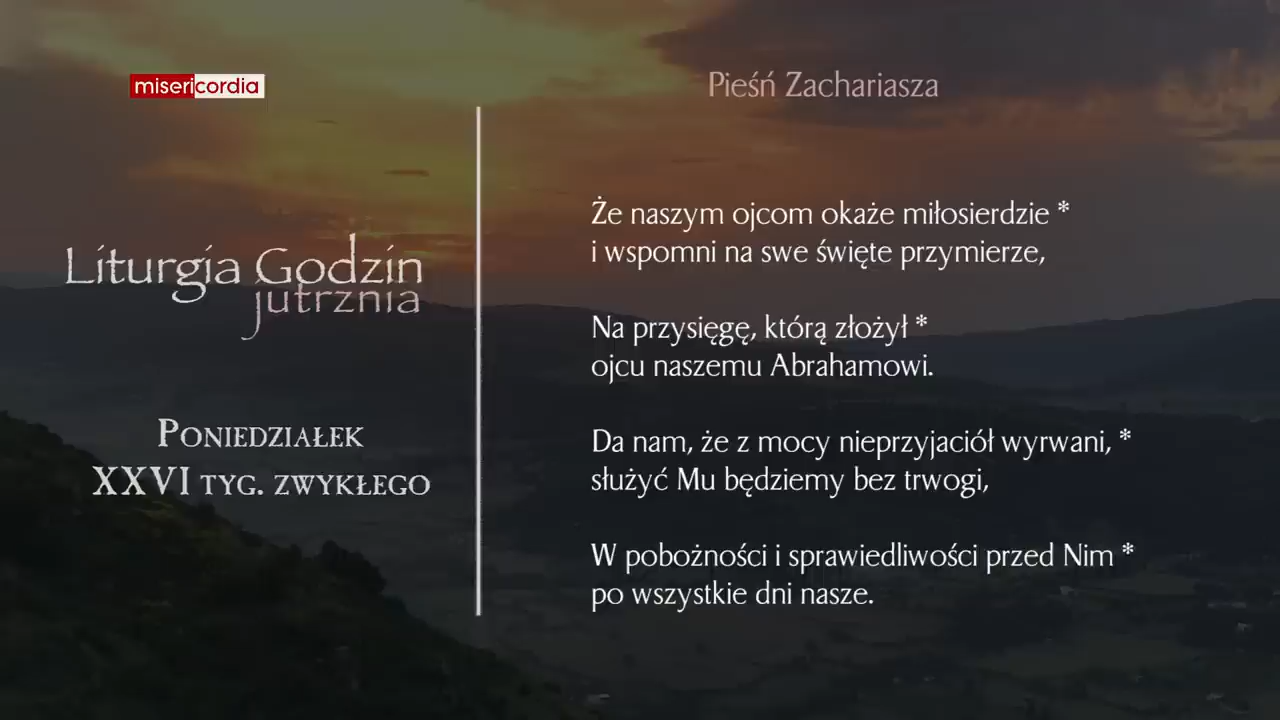 misericordia
Liturgia Godzin
jutrznia
Poniedziałek
XXVI tyg. zwykłego
Pieśń Zachariasza
Że naszym ojcom okaże miłosierdzie *
i wspomni na swe święte przymierze,
Na przysięgę, którą złożył *
ojcu naszemu Abrahamowi.
Da nam, że z mocy nieprzyjaciół wyrwani, *
służyć Mu będziemy bez trwogi,
W pobożności i sprawiedliwości przed Nim *
po wszystkie dni nasze.